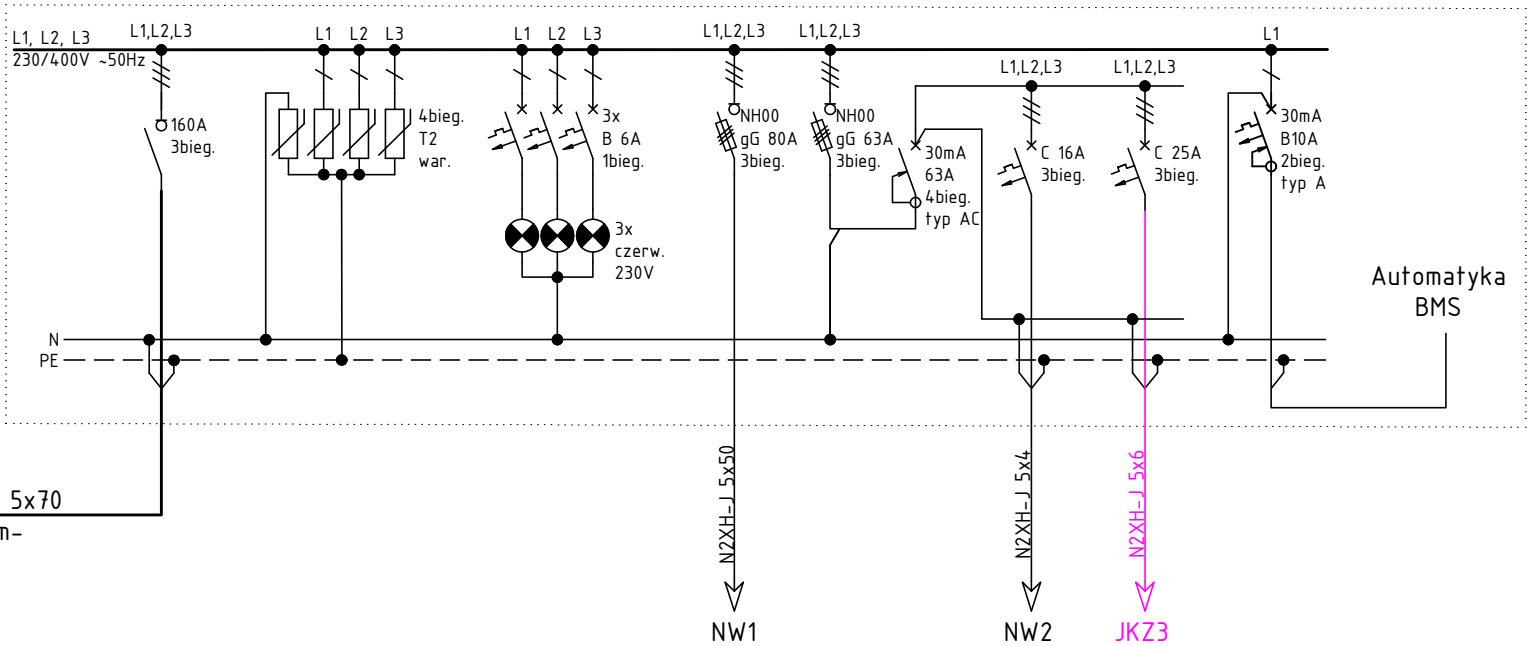 L1, L2, L3
230/400V ~50Hz
L1,L2,L3
160A
3bieg.
L1
L2
L3
4bieg.
T2
war.
L1
L2
L3
3x
B 6A
1bieg.
3x
czerw.
230V
L1,L2,L3
NH00
gG 80A
3bieg.
L1,L2,L3
NH00
gG 63A
3bieg.
30mA
63A
4bieg.
typ AC
L1,L2,L3
C 16A
3bieg.
L1,L2,L3
C 25A
3bieg.
L1
30mA
B10A
2bieg.
typ A
Automatyka
BMS
N
PE
5x70
m-
N2XH-J 5x50
N2XH-J 5x4
N2XH-J 5x6
NW1
NW2
JKZ3